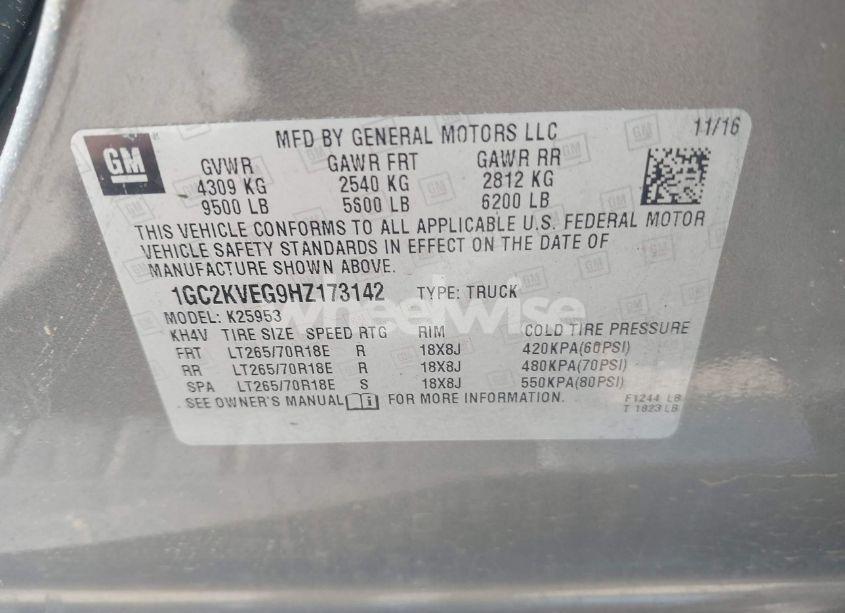 GM
MFD BY GENERAL MOTORS LLC
11/16
GVWR GAWR FRT GAWR RR
4309 KG 2540 KG 2812 KG
9500 LB 5600 LB 6200 LB
THIS VEHICLE CONFORMS TO ALL APPLICABLE U.S. FEDERAL MOTOR
VEHICLE SAFETY STANDARDS IN EFFECT ON THE DATE OF
MANUFACTURE SHOWN ABOVE.
1GC2KVEG9HZ173142 TYPE: TRUCK
wheelwise
MODEL: K25953
KH4V TIRE SIZE SPEED RTG RIM COLD TIRE PRESSURE
FRT LT265/70R18E R 18X8J 420KPA(60PSI)
RR LT265/70R18E R 18X8J 480KPA(70PSI)
SPA LT265/70R18E S 18X8J 550KPA(80PSI)
SEE OWNER'S MANUAL FOR MORE INFORMATION.
F1244 LB
T 1823 LB